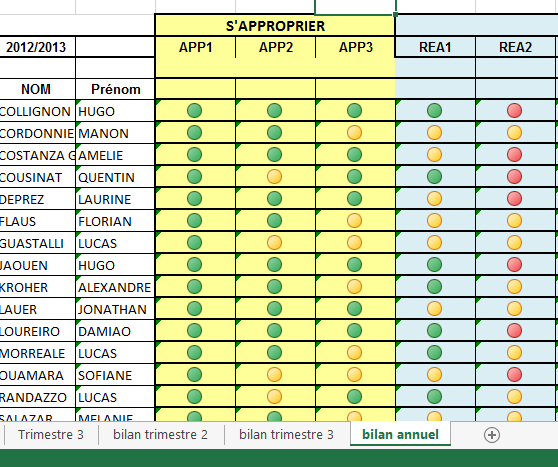 S'APPROPRIER
2012/2013 APP1 APP2 APP3 REA1 REA2
NOM Prénom
COLLIGNON HUGO
CORDONNIE MANON
COSTANZA G AMELIE
COUSINAT QUENTIN
DEPREZ LAURINE
FLAUS FLORIAN
GUASTALLI LUCAS
JAOUEN HUGO
KROHER ALEXANDRE
LAUER JONATHAN
LOUREIRO DAMIAO
MORREALE LUCAS
OUAMARA SOFIANE
RANDAZZO LUCAS
SALAZAR MELANIE
Trimestre 3 bilan trimestre 2 bilan trimestre 3 bilan annuel